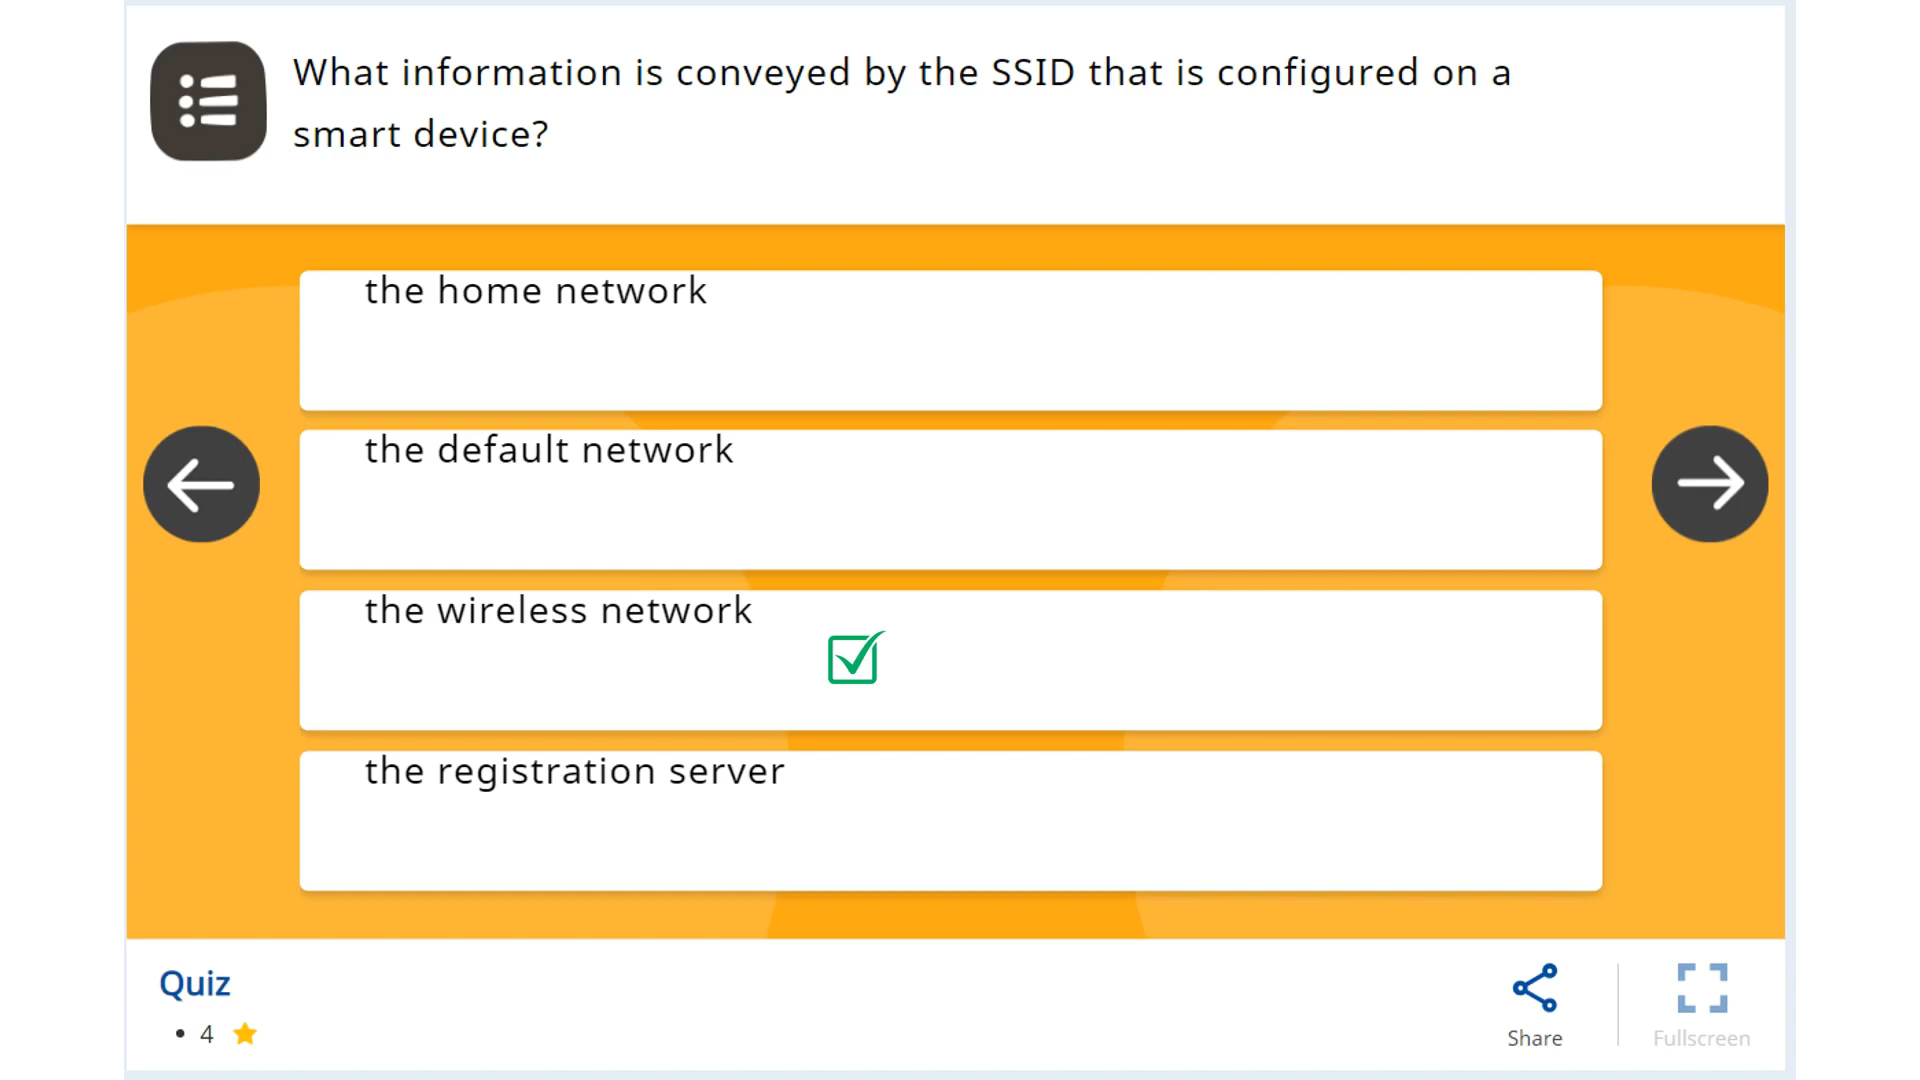 What information is conveyed by the SSID that is configured on a
smart device?
the home network
the default network
the wireless network
the registration server
Quiz
• 4
Share
Fullscreen